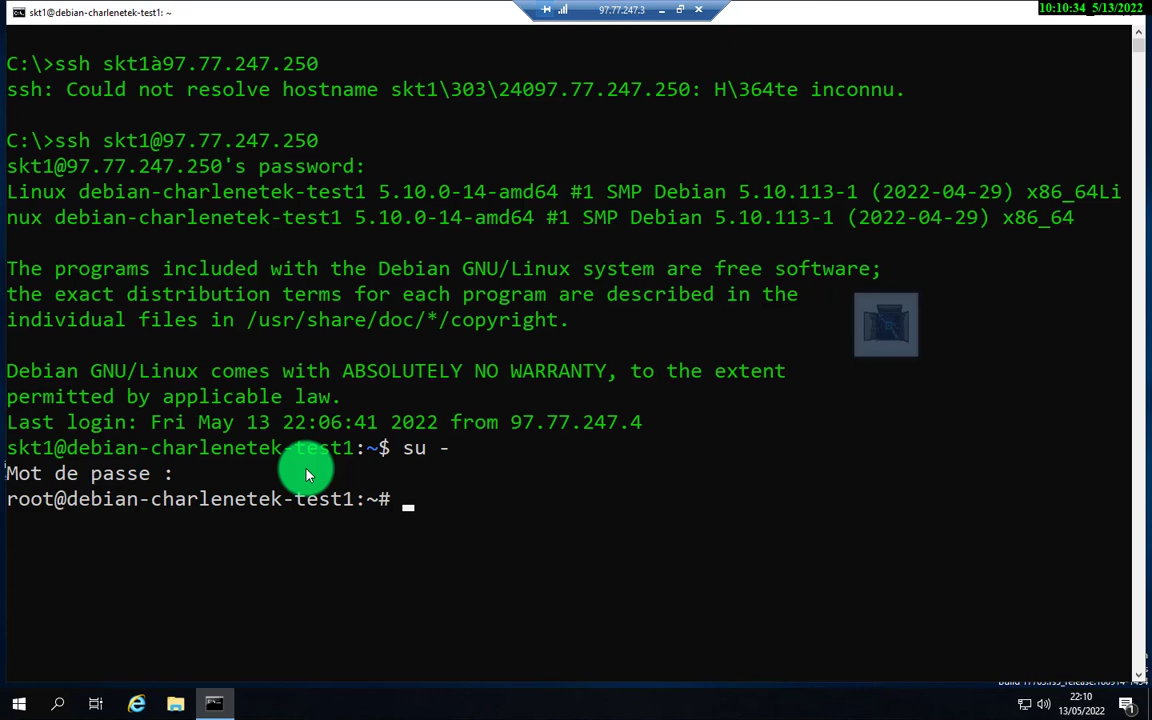 skt1@debian-charlenetek-test1: ~
97.77.247.3
10:10:34 5/13/2022
C:\>ssh skt1à97.77.247.250
ssh: Could not resolve hostname skt1\303\24097.77.247.250: H\364te inconnu.
C:\>ssh skt1@97.77.247.250
skt1@97.77.247.250's password:
Linux debian-charlenetek-test1 5.10.0-14-amd64 #1 SMP Debian 5.10.113-1 (2022-04-29) x86_64Li
nux debian-charlenetek-test1 5.10.0-14-amd64 #1 SMP Debian 5.10.113-1 (2022-04-29) x86_64
The programs included with the Debian GNU/Linux system are free software;
the exact distribution terms for each program are described in the
individual files in /usr/share/doc/*/copyright.
Debian GNU/Linux comes with ABSOLUTELY NO WARRANTY, to the extent
permitted by applicable law.
Last login: Fri May 13 22:06:41 2022 from 97.77.247.4
skt1@debian-charlenetek-test1:~$ su -
Mot de passe :
root@debian-charlenetek-test1:~#
22:10
13/05/2022
1